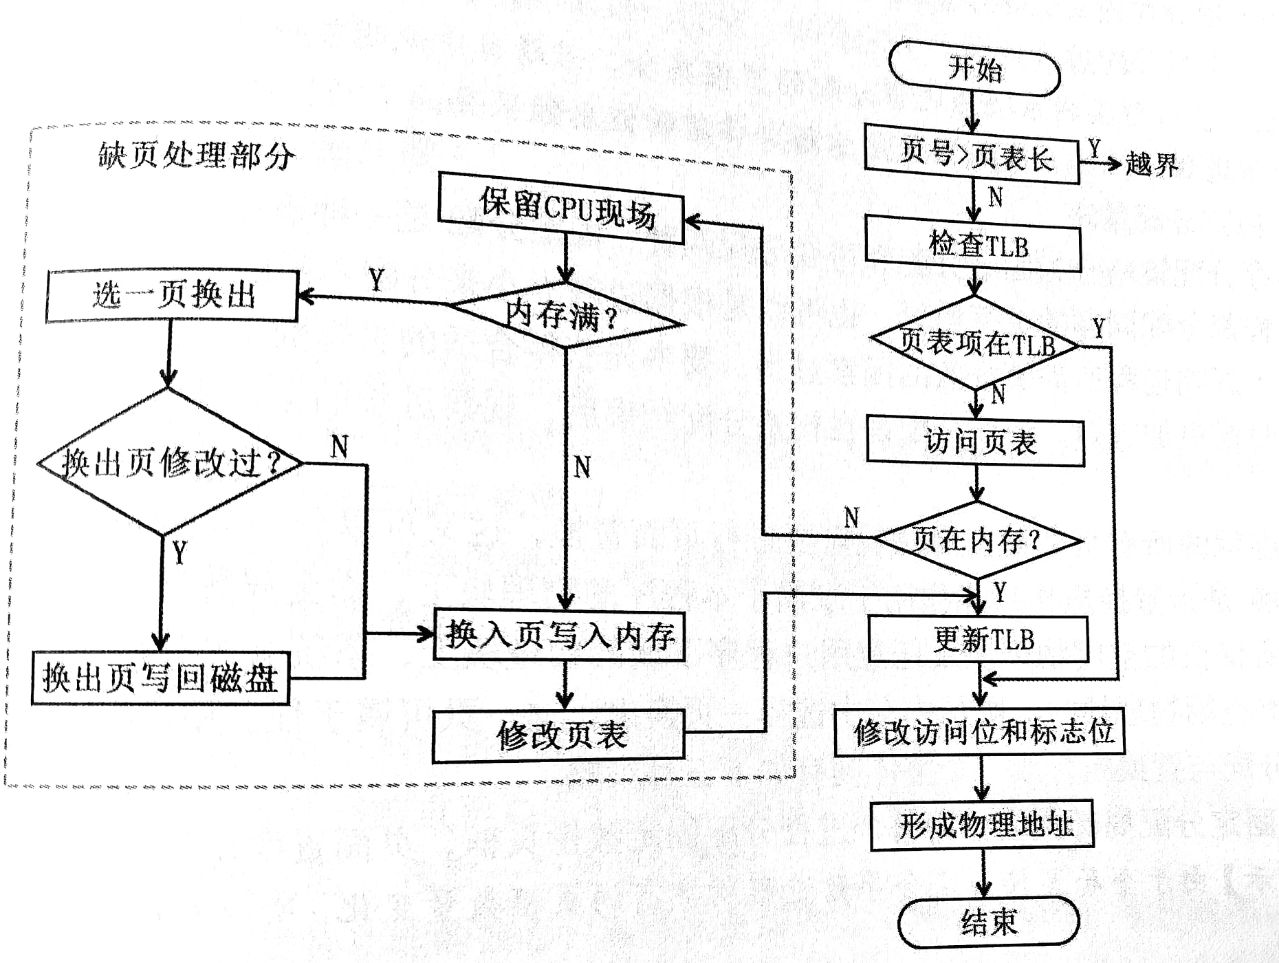 开始
页号>页表长
Y
越界
N
检查TLB
页表项在TLB
Y
N
访问页表
页在内存?
N
Y
更新TLB
修改访问位和标志位
形成物理地址
结束
缺页处理部分
保留CPU现场
内存满?
Y
N
选一页换出
换出页修改过?
N
Y
换出页写回磁盘
换入页写入内存
修改页表